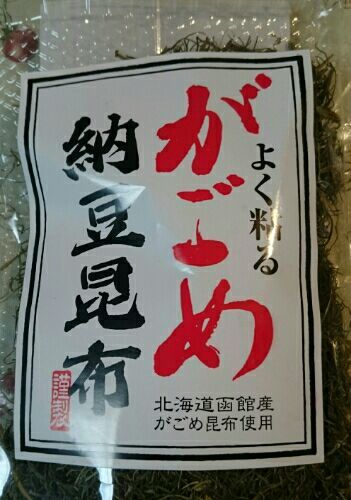 よく粘る
がごめ
納豆昆布
謹製
北海道函館産
がごめ昆布使用